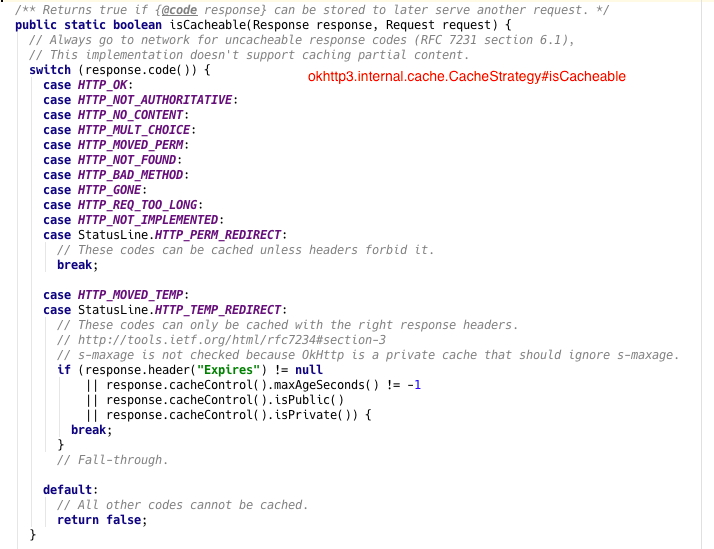 /** Returns true if {@code response} can be stored to later serve another request. */
public static boolean isCacheable(Response response, Request request) {
// Always go to network for uncacheable response codes (RFC 7231 section 6.1),
// This implementation doesn't support caching partial content.
switch (response.code()) {
okhttp3.internal.cache.CacheStrategy#isCacheable
case HTTP_OK:
case HTTP_NOT_AUTHORITATIVE:
case HTTP_NO_CONTENT:
case HTTP_MULT_CHOICE:
case HTTP_MOVED_PERM:
case HTTP_NOT_FOUND:
case HTTP_BAD_METHOD:
case HTTP_GONE:
case HTTP_REQ_TOO_LONG:
case HTTP_NOT_IMPLEMENTED:
case StatusLine.HTTP_PERM_REDIRECT:
// These codes can be cached unless headers forbid it.
break;
case HTTP_MOVED_TEMP:
case StatusLine.HTTP_TEMP_REDIRECT:
// These codes can only be cached with the right response headers.
// http://tools.ietf.org/html/rfc7234#section-3
// s-maxage is not checked because OkHttp is a private cache that should ignore s-maxage.
if (response.header("Expires") != null
|| response.cacheControl().maxAgeSeconds() != -1
|| response.cacheControl().isPublic()
|| response.cacheControl().isPrivate()) {
break;
}
// Fall-through.
default:
// All other codes cannot be cached.
return false;
}